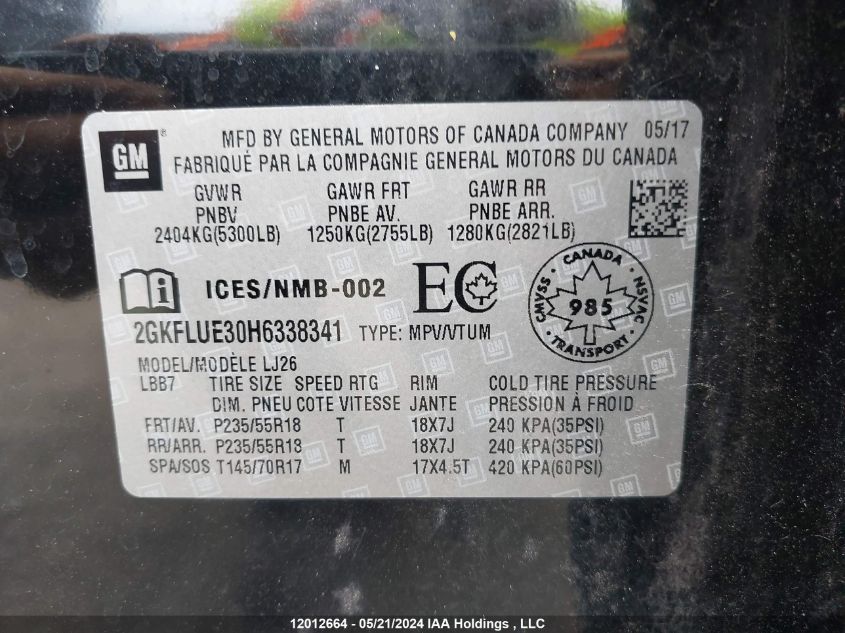 GM ®
MFD BY GENERAL MOTORS OF CANADA COMPANY 05/17
FABRIQUÉ PAR LA COMPAGNIE GENERAL MOTORS DU CANADA
GVWR GAWR FRT GAWR RR
PNBV PNBE AV. PNBE ARR.
2404KG(5300LB) 1250KG(2755LB) 1280KG(2821LB)
i ICES/NMB-002 EC
CANADA
CMVSS 985 NSVAC
TRANSPORT
2GKFLUE30H6338341 TYPE: MPV/VTUM
MODEL/MODÈLE LJ26
LBB7 TIRE SIZE SPEED RTG RIM COLD TIRE PRESSURE
DIM. PNEU COTE VITESSE JANTE PRESSION À FROID
FRT/AV. P235/55R18 T 18X7J 240 KPA(35PSI)
RR/ARR. P235/55R18 T 18X7J 240 KPA(35PSI)
SPA/SOS T145/70R17 M 17X4.5T 420 KPA(60PSI)
12012664 - 05/21/2024 IAA Holdings , LLC